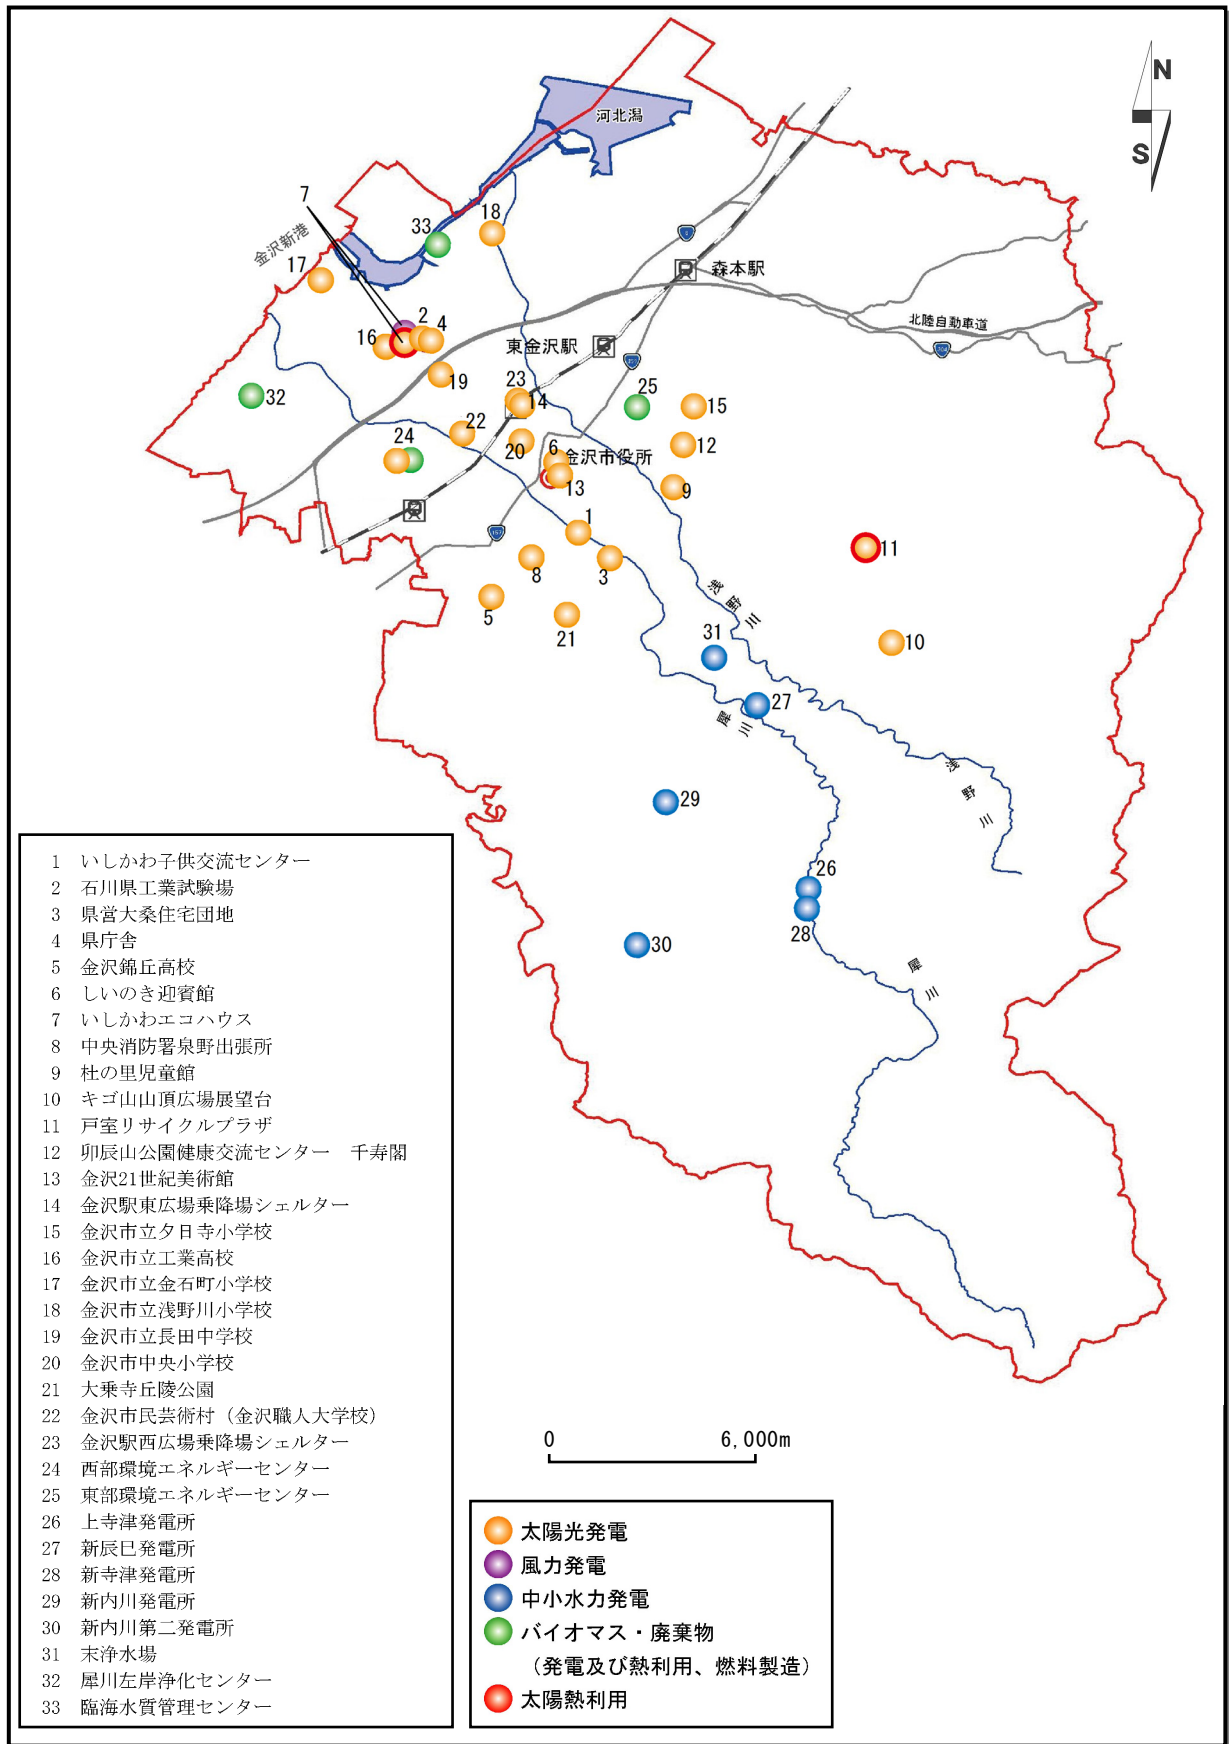 N
S
河北潟
7
金沢新港
33
18
17
森本駅
北陸自動車道
2
4
16
東金沢駅
19
32
23
14
25
15
22
20
12
24
6
金沢市役所
13
9
157
1
8
3
11
5
21
浅野川
31
10
27
犀川
浅野川
29
26
28
30
犀川
1 いしかわ子供交流センター
2 石川県工業試験場
3 県営大桑住宅団地
4 県庁舎
5 金沢錦丘高校
6 しいのき迎賓館
7 いしかわエコハウス
8 中央消防署泉野出張所
9 杜の里児童館
10 キゴ山山頂広場展望台
11 戸室リサイクルプラザ
12 卯辰山公園健康交流センター 千寿閣
13 金沢21世紀美術館
14 金沢駅東広場乗降場シェルター
15 金沢市立夕日寺小学校
16 金沢市立工業高校
17 金沢市立金石町小学校
18 金沢市立浅野川小学校
19 金沢市立長田中学校
20 金沢市中央小学校
21 大乗寺丘陵公園
22 金沢市民芸術村（金沢職人大学校）
23 金沢駅西広場乗降場シェルター
24 西部環境エネルギーセンター
25 東部環境エネルギーセンター
26 上寺津発電所
27 新辰巳発電所
28 新寺津発電所
29 新内川発電所
30 新内川第二発電所
31 末浄水場
32 犀川左岸浄化センター
33 臨海水質管理センター
0 6,000m
太陽光発電
風力発電
中小水力発電
バイオマス・廃棄物
（発電及び熱利用、燃料製造）
太陽熱利用